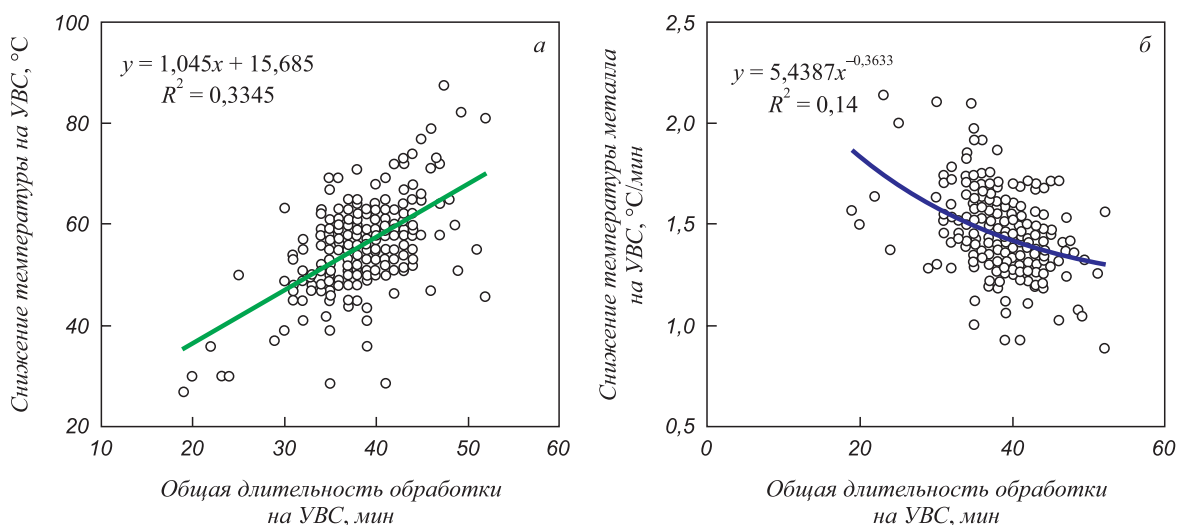 Снижение температуры на УВС, °С
100
80
60
40
20
10
20
30
40
50
60
y = 1,045x + 15,685
R² = 0,3345
а
Общая длительность обработки
на УВС, мин
Снижение температуры металла
на УВС, °С/мин
2,5
2,0
1,5
1,0
0,5
0
20
40
60
y = 5,4387x⁻⁰,³⁶³³
R² = 0,14
б
Общая длительность обработки
на УВС, мин